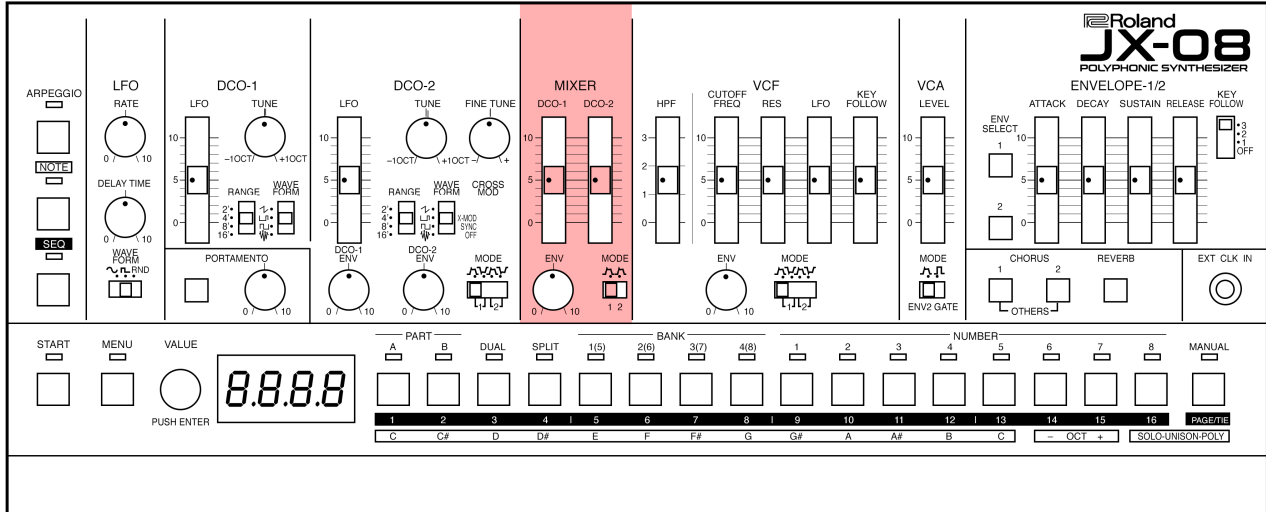 Roland
JX-08
POLYPHONIC SYNTHESIZER
ARPEGGIO
NOTE
SEQ
LFO
RATE
0 10
DELAY TIME
0 10
WAVE
FORM
RND
DCO-1
LFO TUNE
10
5
0
-1OCT +1OCT
RANGE WAVE
FORM
2'
4'
8'
16'
PORTAMENTO
0 10
DCO-2
LFO TUNE FINE TUNE
10
5
0
-1OCT +1OCT - +
RANGE WAVE
FORM CROSS
MOD
2'
4' X-MOD
8' SYNC
16' OFF
DCO-1
ENV
0 10
DCO-2
ENV
0 10
MODE
1 2
MIXER
DCO-1 DCO-2
10
5
0
ENV
0 10
MODE
1 2
VCF
HPF
3
2
1
0
CUTOFF
FREQ RES LFO KEY
FOLLOW
10
5
0
ENV
0 10
MODE
1 2
VCA
LEVEL
10
5
0
MODE
ENV2 GATE
ENVELOPE-1/2
ENV
SELECT
1
2
ATTACK DECAY SUSTAIN RELEASE KEY
FOLLOW
10
5
0
3
2
1
OFF
CHORUS REVERB
1 2
OTHERS
EXT CLK IN
START MENU VALUE
8.8.8.8
PUSH ENTER
PART BANK NUMBER
A B DUAL SPLIT 1(5) 2(6) 3(7) 4(8) 1 2 3 4 5 6 7 8 MANUAL
1 2 3 4 5 6 7 8 9 10 11 12 13 14 15 16 PAGE/TIE
C C# D D# E F F# G G# A A# B C − OCT + SOLO-UNISON-POLY